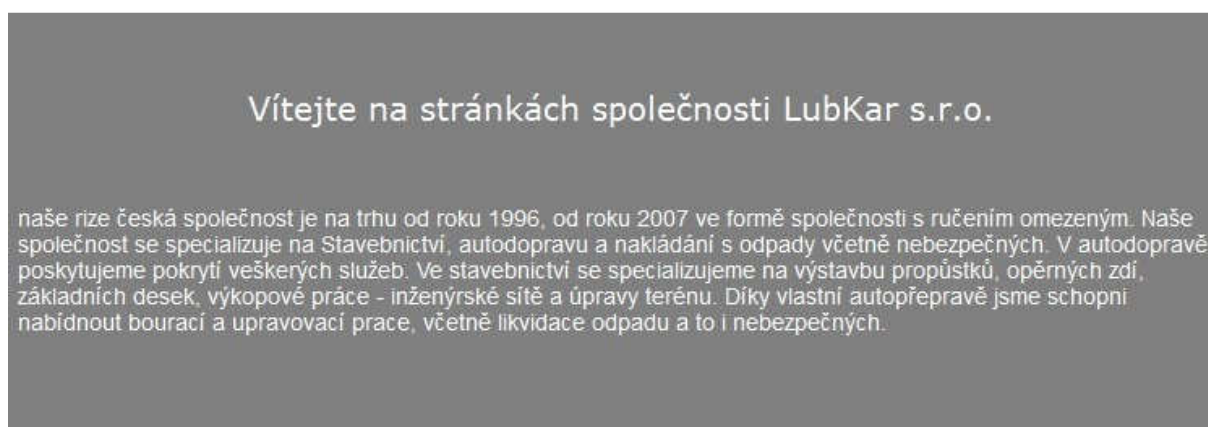 Vítejte na stránkách společnosti LubKar s.r.o.
naše rize česká společnost je na trhu od roku 1996, od roku 2007 ve formě společnosti s ručením omezeným. Naše
společnost se specializuje na Stavebnictví, autodopravu a nakládání s odpady včetně nebezpečných. V autodopravě
poskytujeme pokrytí veškerých služeb. Ve stavebnictví se specializujeme na výstavbu propůstků, opěrných zdí,
základních desek, výkopové práce - inženýrské sítě a úpravy terénu. Díky vlastní autopřepravě jsme schopni
nabídnout bourací a upravovací prace, včetně likvidace odpadu a to i nebezpečných.